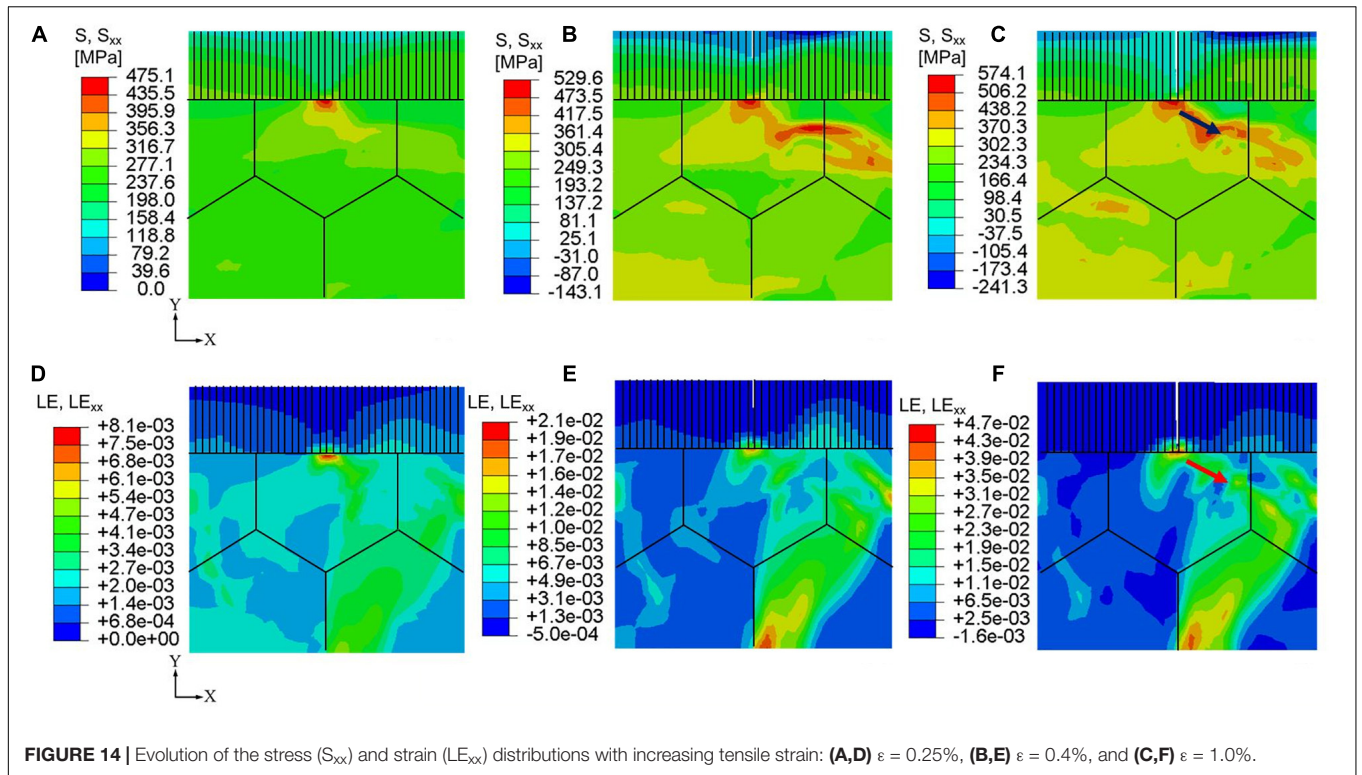 A
S, Sxx
[MPa]
475.1
435.5
395.9
356.3
316.7
277.1
237.6
198.0
158.4
118.8
79.2
39.6
0.0
Y
X
B
S, Sxx
[MPa]
529.6
473.5
417.5
361.4
305.4
249.3
193.2
137.2
81.1
25.1
-31.0
-87.0
-143.1
C
S, Sxx
[MPa]
574.1
506.2
438.2
370.3
302.3
234.3
166.4
98.4
30.5
-37.5
-105.4
-173.4
-241.3
D
LE, LExx
+8.1e-03
+7.5e-03
+6.8e-03
+6.1e-03
+5.4e-03
+4.7e-03
+4.1e-03
+3.4e-03
+2.7e-03
+2.0e-03
+1.4e-03
+6.8e-04
+0.0e+00
Y
X
E
LE, LExx
+2.1e-02
+1.9e-02
+1.7e-02
+1.6e-02
+1.4e-02
+1.2e-02
+1.0e-02
+8.5e-03
+6.7e-03
+4.9e-03
+3.1e-03
+1.3e-03
-5.0e-04
F
LE, LExx
+4.7e-02
+4.3e-02
+3.9e-02
+3.5e-02
+3.1e-02
+2.7e-02
+2.3e-02
+1.9e-02
+1.5e-02
+1.1e-02
+6.5e-03
+2.5e-03
-1.6e-03
FIGURE 14 | Evolution of the stress (Sxx) and strain (LExx) distributions with increasing tensile strain: (A,D) ε = 0.25%, (B,E) ε = 0.4%, and (C,F) ε = 1.0%.